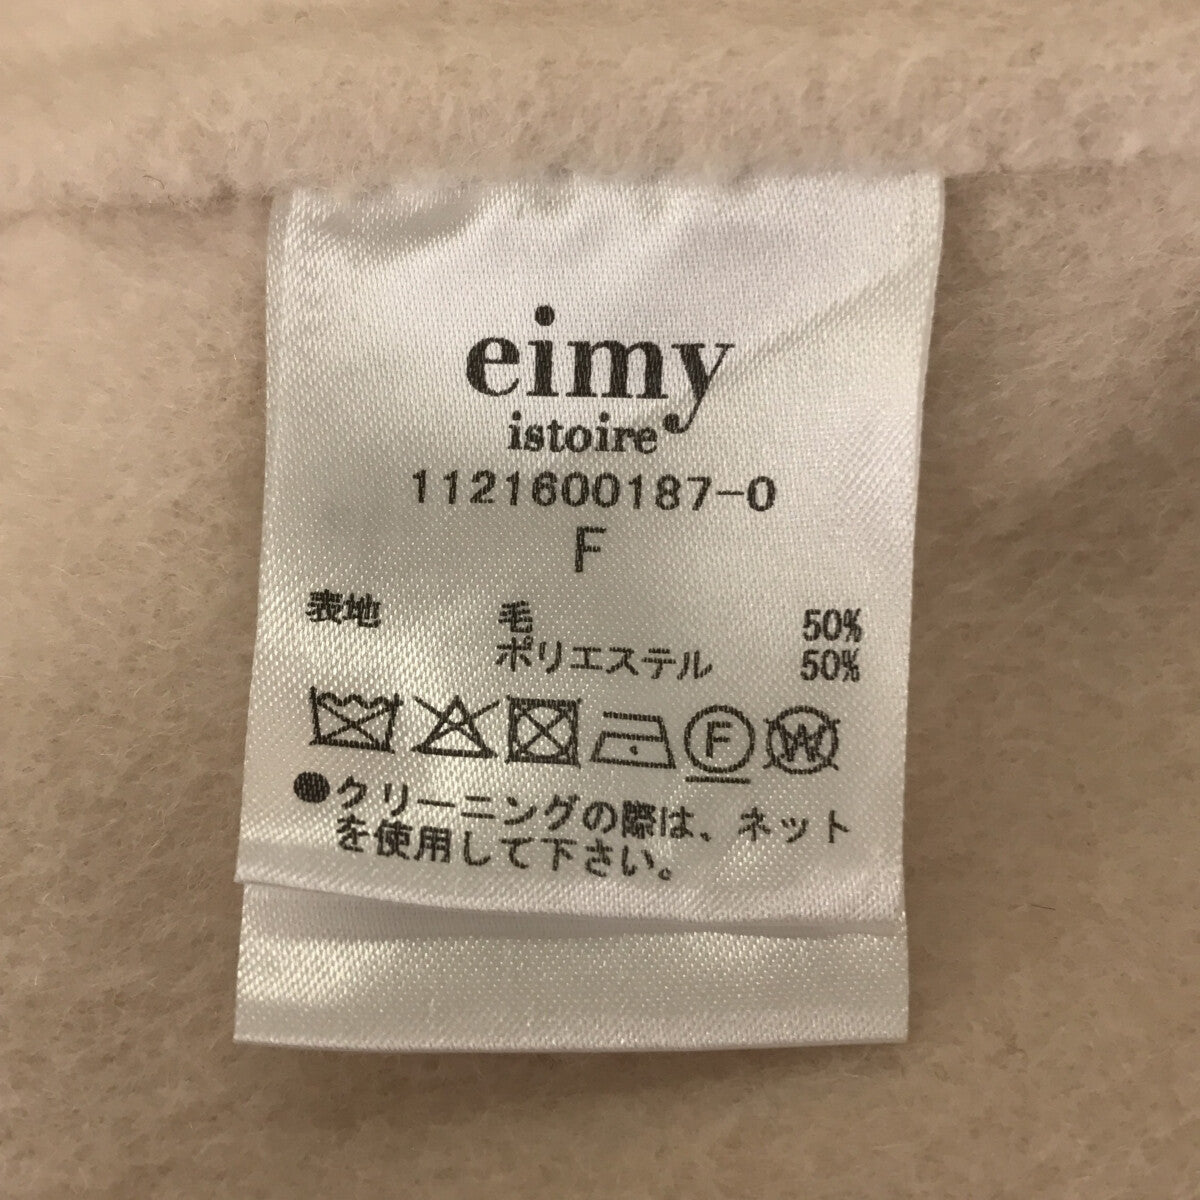 eimy
istoire
1121600187-0
F
表地 毛 50%
ポリエステル 50%
F W
●クリーニングの際は、ネット
を使用して下さい。